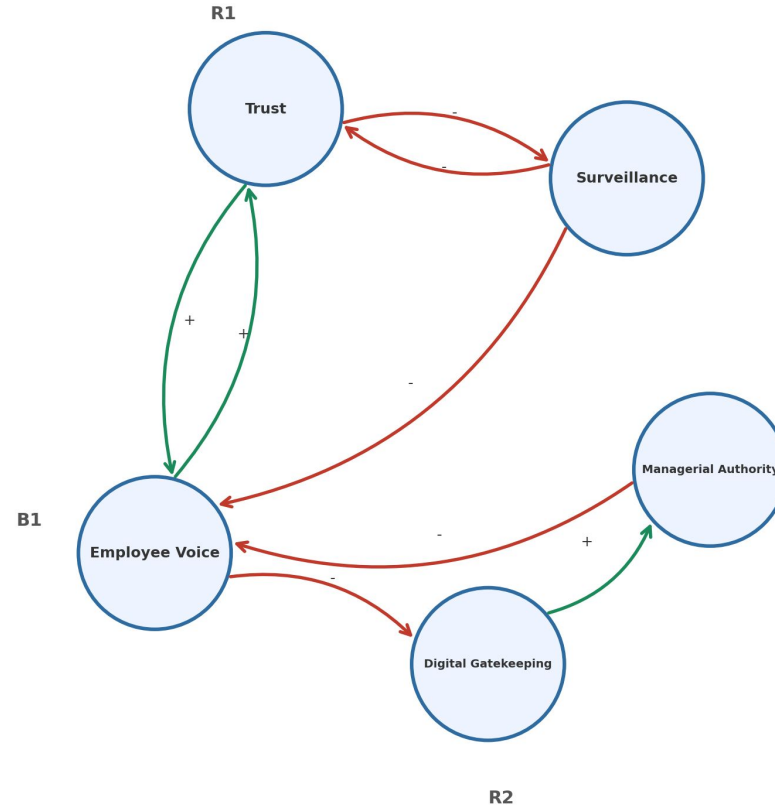 R1
Trust
-
-
Surveillance
+
+
-
Managerial Authority
B1
Employee Voice
-
+
-
Digital Gatekeeping
R2